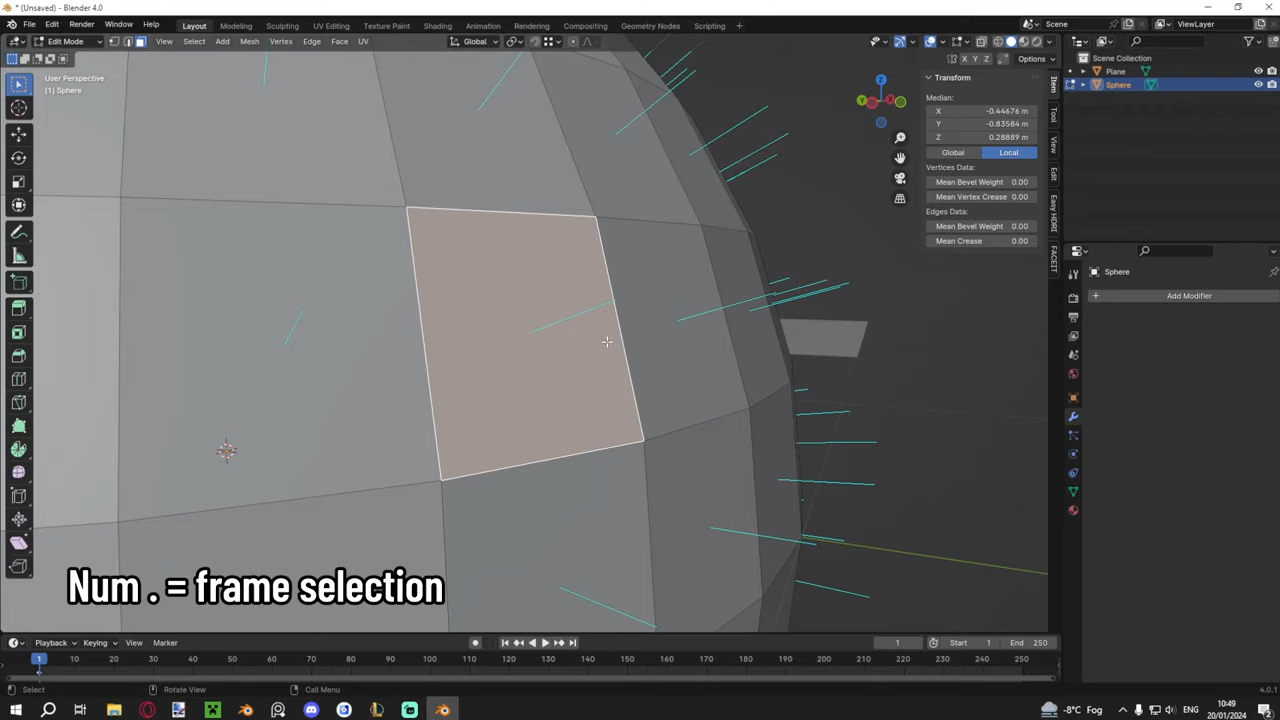 * (Unsaved) - Blender 4.0
File Edit Render Window Help Layout Modeling Sculpting UV Editing Texture Paint Shading Animation Rendering Compositing Geometry Nodes Scripting + Scene ViewLayer
Edit Mode View Select Add Mesh Vertex Edge Face UV Global
X Y Z Options
User Perspective
(1) Sphere
Scene Collection
Plane
Sphere
Transform
Median:
X -0.44676 m
Y -0.83584 m
Z 0.28889 m
Global Local
Vertices Data:
Mean Bevel Weight 0.00
Mean Vertex Crease 0.00
Edges Data:
Mean Bevel Weight 0.00
Mean Crease 0.00
Item
Tool
View
Edit
Easy HDRI
FACEIT
Sphere
+ Add Modifier
Num . = frame selection
Playback Keying View Marker 1 Start 1 End 250
1 10 20 30 40 50 60 70 80 90 100 110 120 130 140 150 160 170 180 190 200 210 220 230 240 250
Select Rotate View Call Menu 4.0.1
-8°C Fog ENG 10:49
20/01/2024